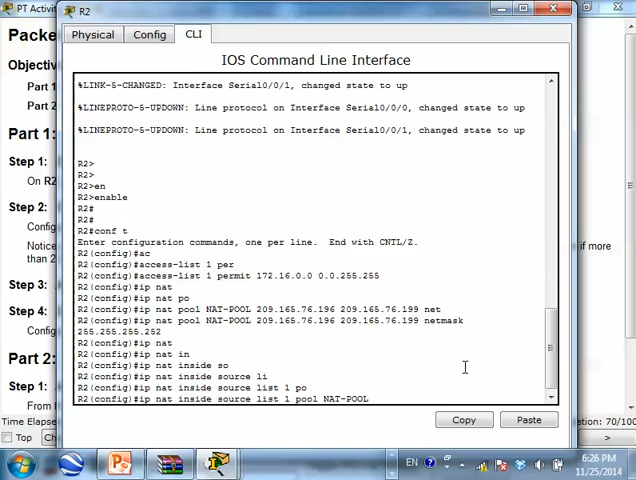 PT Activ
R2
Physical
Config
CLI
Packe
Objectiv
Part 1
Part 2
Part 1:
Step 1:
On R2
Step 2:
Config
Notice
than 2
if more
Step 3:
Step 4:
Config
Part 2:
Step 1:
From t
IOS Command Line Interface
%LINK-5-CHANGED: Interface Serial0/0/1, changed state to up
%LINEPROTO-5-UPDOWN: Line protocol on Interface Serial0/0/0, changed state to up
%LINEPROTO-5-UPDOWN: Line protocol on Interface Serial0/0/1, changed state to up
R2>
R2>
R2>en
R2>enable
R2#
R2#
R2#conf t
Enter configuration commands, one per line. End with CNTL/Z.
R2(config)#ac
R2(config)#access-list 1 per
R2(config)#access-list 1 permit 172.16.0.0 0.0.255.255
R2(config)#ip nat
R2(config)#ip nat po
R2(config)#ip nat pool NAT-POOL 209.165.76.196 209.165.76.199 net
R2(config)#ip nat pool NAT-POOL 209.165.76.196 209.165.76.199 netmask
255.255.255.252
R2(config)#ip nat
R2(config)#ip nat in
R2(config)#ip nat inside so
R2(config)#ip nat inside source li
R2(config)#ip nat inside source list 1 po
R2(config)#ip nat inside source list 1 pool NAT-POOL
Copy
Paste
Time Elapse
etion: 70/100
Top
Ch
>
EN
6:26 PM
11/25/2014